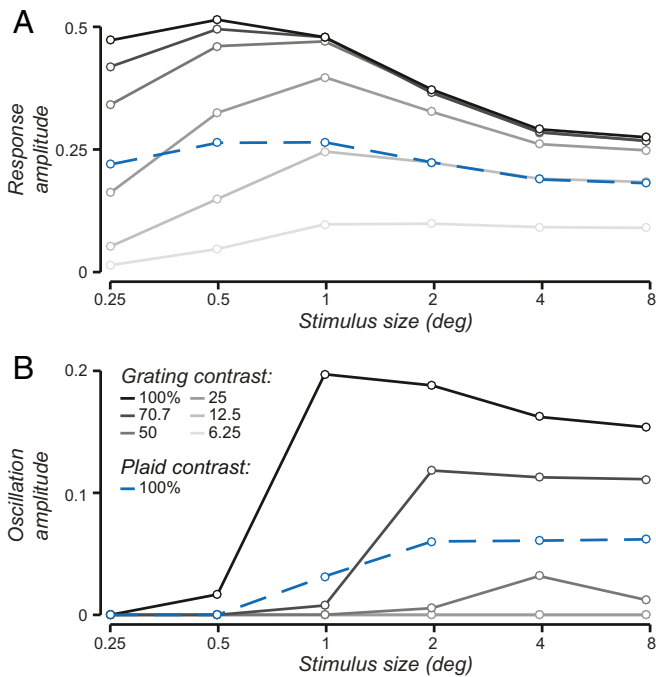 A
0.5
0.25
0
Response
amplitude
0.25 0.5 1 2 4 8
Stimulus size (deg)
B
0.2
0.1
0
Oscillation
amplitude
Grating contrast:
100% 25
70.7 12.5
50 6.25
Plaid contrast:
100%
0.25 0.5 1 2 4 8
Stimulus size (deg)